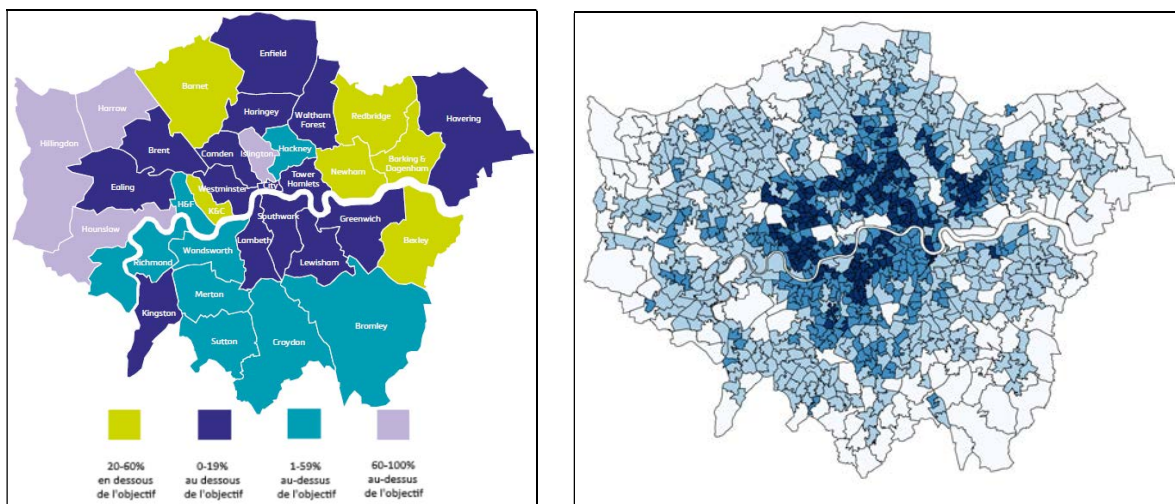 Enfield
Barnet
Harrow
Haringey
Waltham
Forest
Redbridge
Havering
Hillingdon
Brent
Camden
Islington
Hackney
Barking &
Dagenham
Newham
Ealing
Westminster
City
Tower
Hamlets
H&F
K&C
Southwark
Greenwich
Hounslow
Bexley
Richmond
Wandsworth
Lambeth
Lewisham
Merton
Kingston
Bromley
Sutton
Croydon
20-60%
en dessous
de l'objectif
0-19%
au dessous
de l'objectif
1-59%
au-dessus
de l'objectif
60-100%
au-dessus
de l'objectif